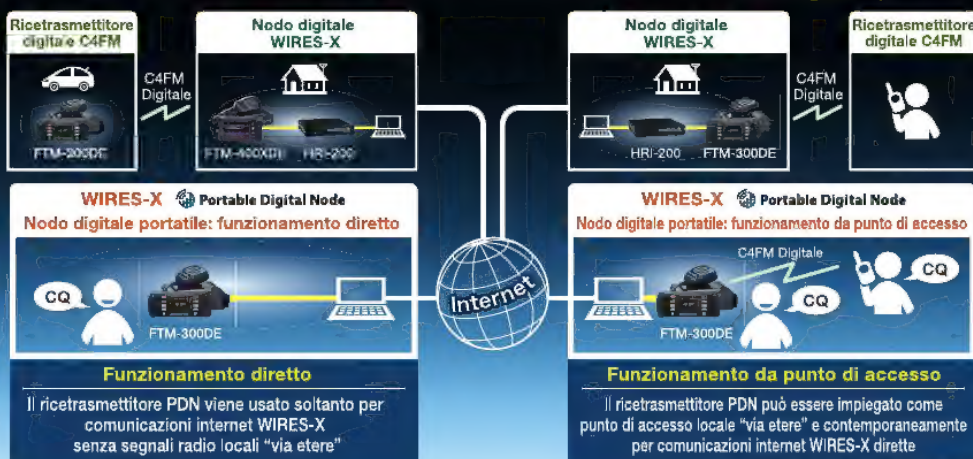 Ricetrasmettitore
digitale C4FM
C4FM
Digitale
Nodo digitale
WIRES-X
HRI-200
Nodo digitale
WIRES-X
HRI-200
FTM-300DE
C4FM
Digitale
Ricetrasmettitore
digitale C4FM
WIRES-X Portable Digital Node
Nodo digitale portatile: funzionamento diretto
CQ
FTM-300DE
Funzionamento diretto
Il ricetrasmettitore PDN viene usato soltanto per
comunicazioni internet WIRES-X
senza segnali radio locali “via etere”
Internet
WIRES-X Portable Digital Node
Nodo digitale portatile: funzionamento da punto di accesso
C4FM Digitale
FTM-300DE
CQ
CQ
Funzionamento da punto di accesso
Il ricetrasmettitore PDN può essere impiegato come
punto di accesso locale “via etere” e contemporaneamente
per comunicazioni internet WIRES-X dirette